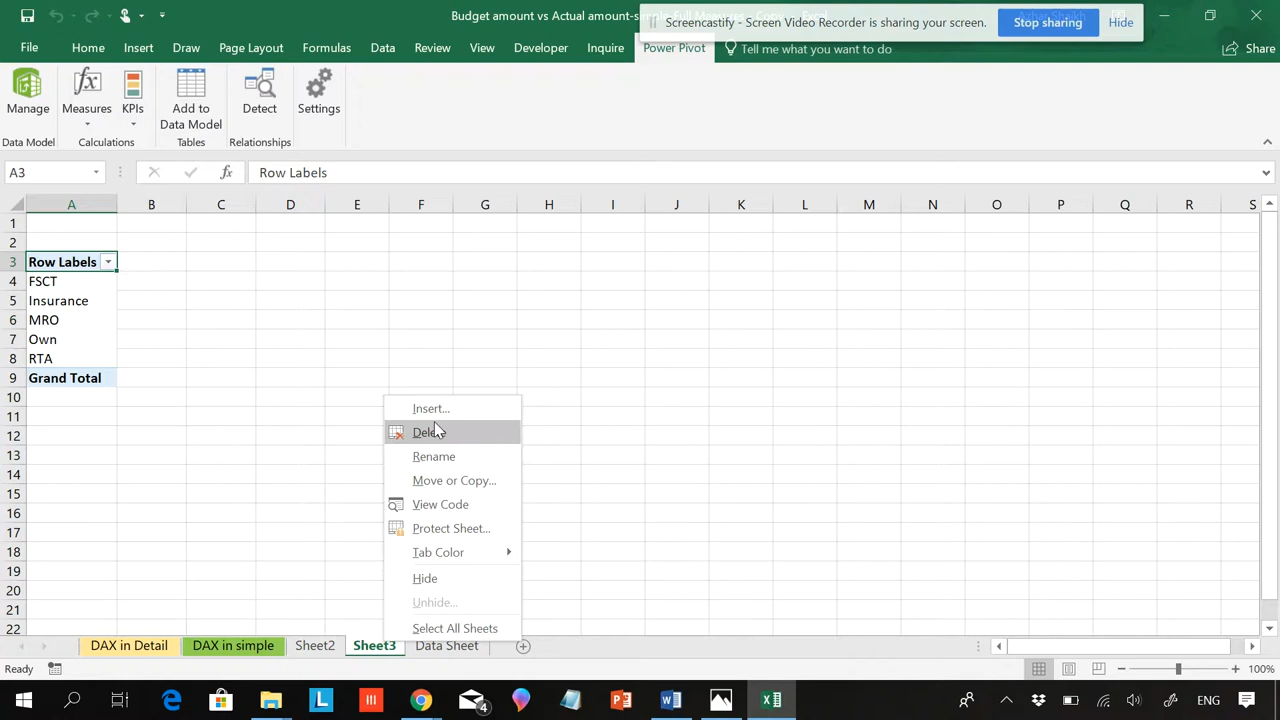 Budget amount vs Actual amount-simple
Screencastify - Screen Video Recorder is sharing your screen.
Stop sharing
Hide
File Home Insert Draw Page Layout Formulas Data Review View Developer Inquire Power Pivot Tell me what you want to do Share
Manage Measures KPIs Add to Data Model Detect Settings
Data Model Calculations Tables Relationships
A3 fx Row Labels
A B C D E F G H I J K L M N O P Q R S
1
2
3 Row Labels
4 FSCT
5 Insurance
6 MRO
7 Own
8 RTA
9 Grand Total
10
11
12
13
14
15
16
17
18
19
20
21
22
Insert...
Delete
Rename
Move or Copy...
View Code
Protect Sheet...
Tab Color
Hide
Unhide...
Select All Sheets
DAX in Detail DAX in simple Sheet2 Sheet3 Data Sheet
Ready 100%
4 ENG